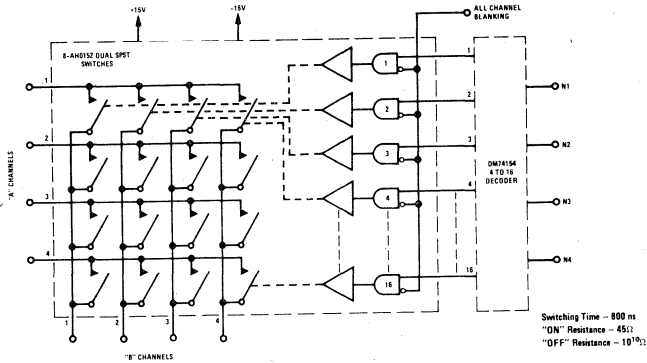 +15V
-15V
ALL CHANNEL
BLANKING
8-AH0152 DUAL SPST
SWITCHES
1
1
N1
1
2
2
N2
2
3
3
N3
3
4
4
N4
4
16
16
DM74154
4 TO 16
DECODER
"A" CHANNELS
1
2
3
4
"B" CHANNELS
Switching Time – 800 ns
"ON" Resistance – 45Ω
"OFF" Resistance – 10¹⁰Ω